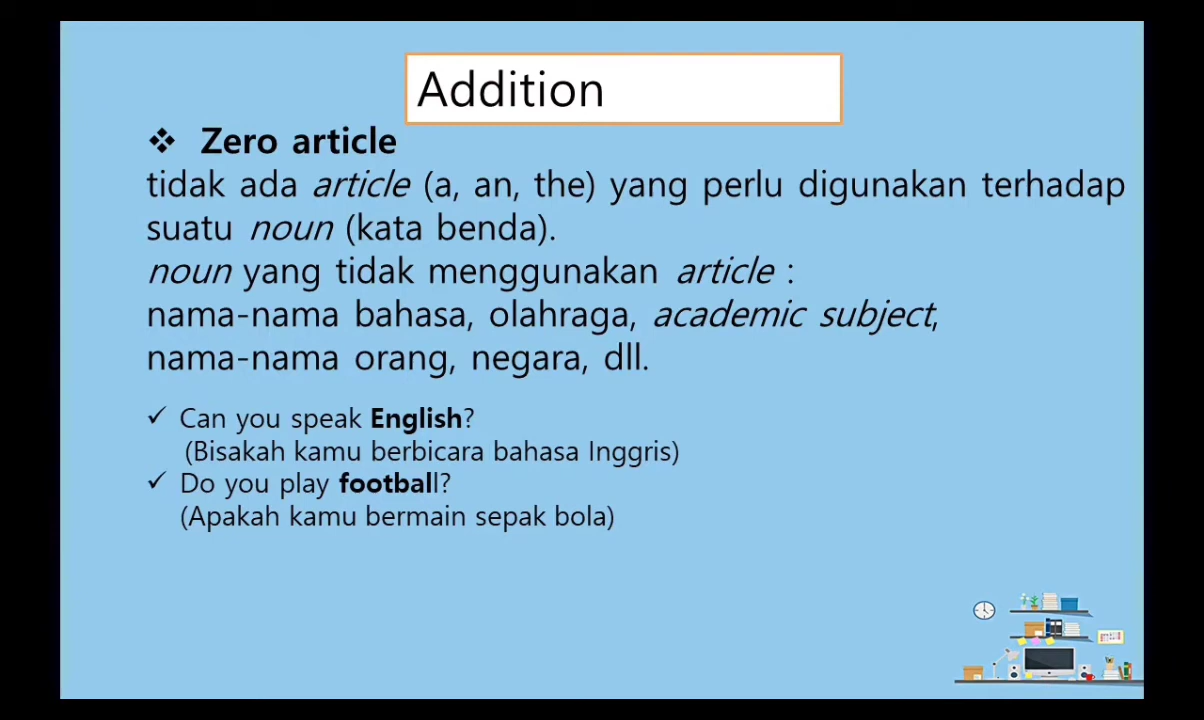 Addition
❖ Zero article
tidak ada article (a, an, the) yang perlu digunakan terhadap
suatu noun (kata benda).
noun yang tidak menggunakan article :
nama-nama bahasa, olahraga, academic subject,
nama-nama orang, negara, dll.
✓ Can you speak English?
(Bisakah kamu berbicara bahasa Inggris)
✓ Do you play football?
(Apakah kamu bermain sepak bola)